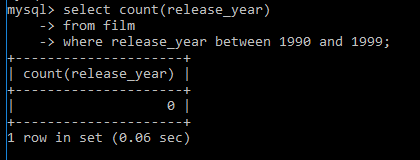 mysql> select count(release_year)
    -> from film
    -> where release_year between 1990 and 1999;
+---------------------+
| count(release_year) |
+---------------------+
|                   0 |
+---------------------+
1 row in set (0.06 sec)